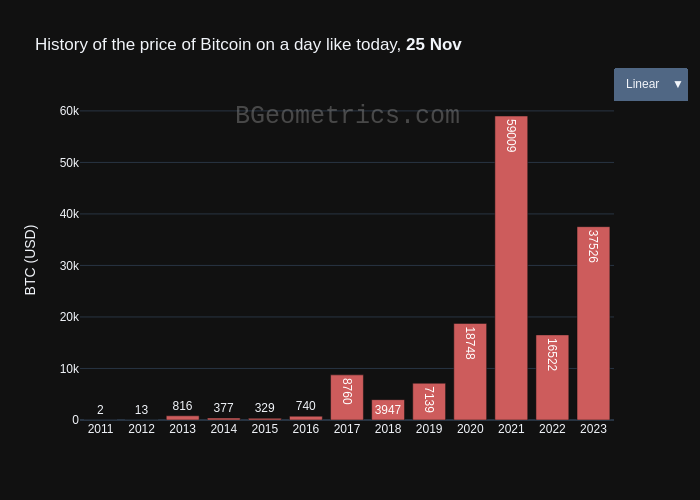 History of the price of Bitcoin on a day like today, 25 Nov
Linear ▼
BGeometrics.com
BTC (USD)
60k
50k
40k
30k
20k
10k
0
2
13
816
377
329
740
8760
3947
7139
18748
59009
16522
37526
2011 2012 2013 2014 2015 2016 2017 2018 2019 2020 2021 2022 2023